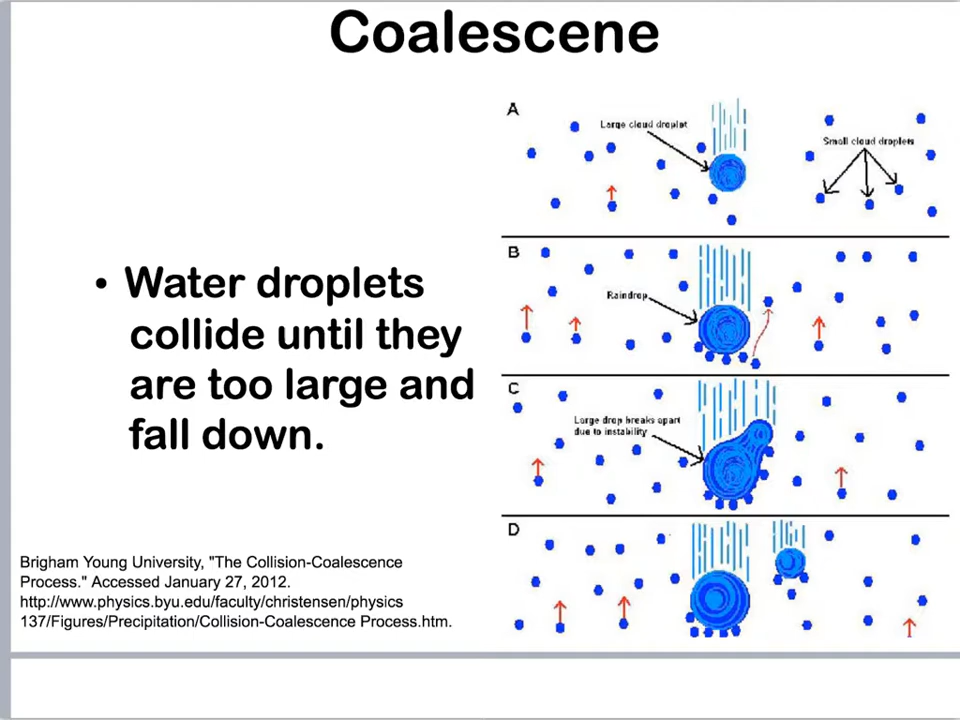 Coalescene
• Water droplets
collide until they
are too large and
fall down.
Brigham Young University, "The Collision-Coalescence
Process." Accessed January 27, 2012.
http://www.physics.byu.edu/faculty/christensen/physics
137/Figures/Precipitation/Collision-Coalescence Process.htm.
A
Large cloud droplet
Small cloud droplets
B
Raindrop
C
Large drop breaks apart
due to instability
D